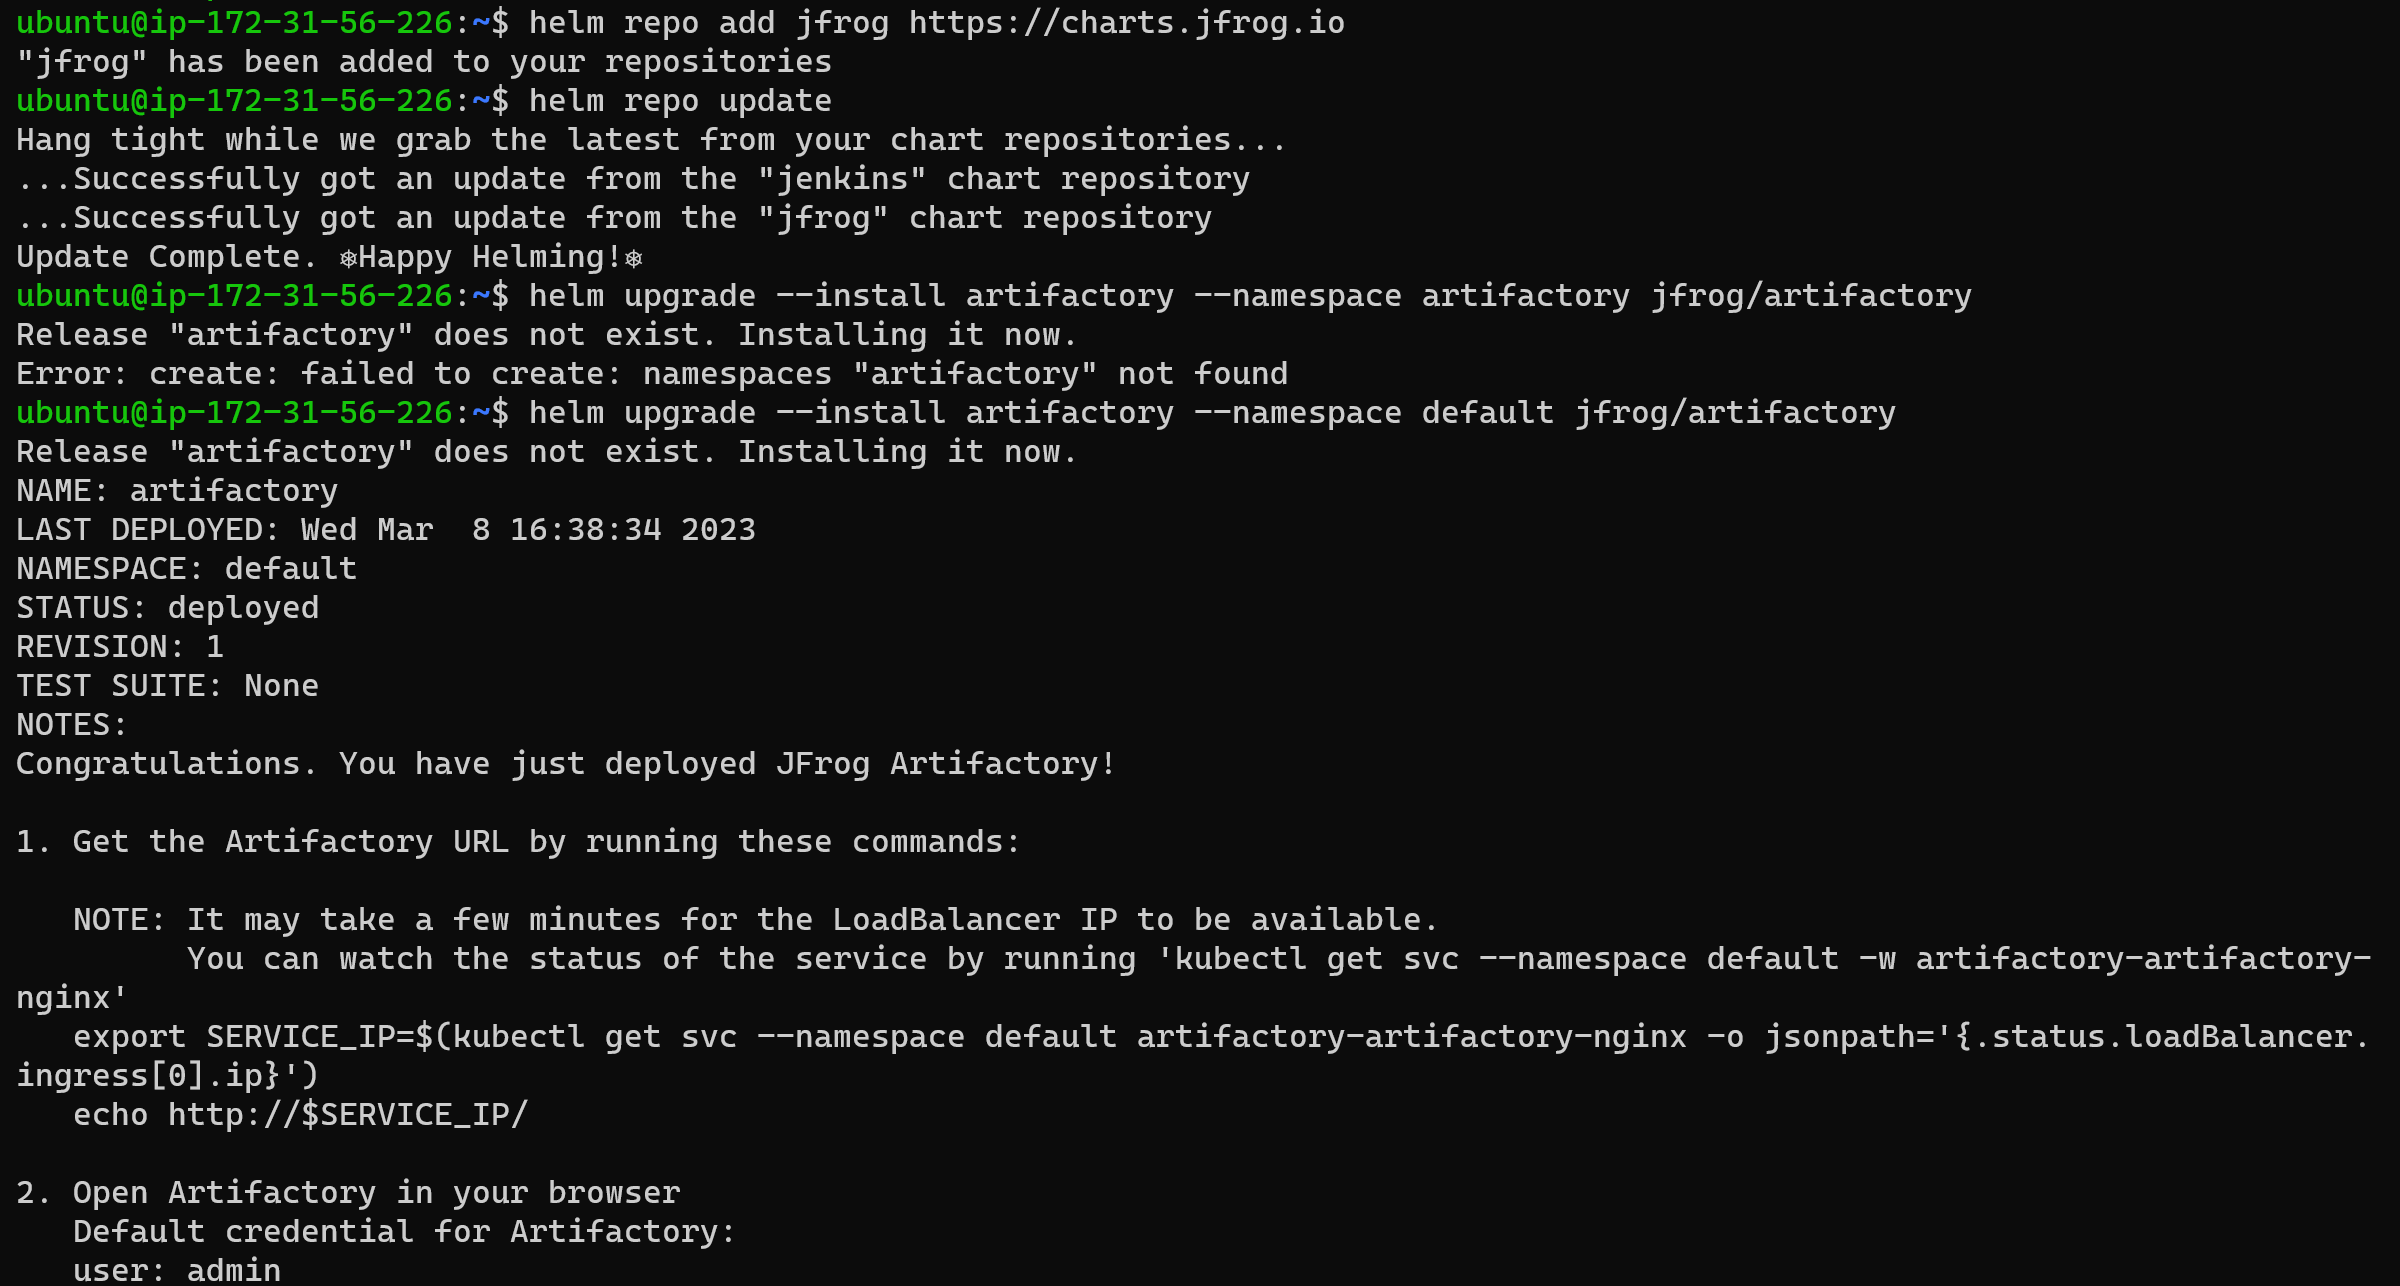 ubuntu@ip-172-31-56-226:~$ helm repo add jfrog https://charts.jfrog.io
"jfrog" has been added to your repositories
ubuntu@ip-172-31-56-226:~$ helm repo update
Hang tight while we grab the latest from your chart repositories...
...Successfully got an update from the "jenkins" chart repository
...Successfully got an update from the "jfrog" chart repository
Update Complete. ⎈Happy Helming!⎈
ubuntu@ip-172-31-56-226:~$ helm upgrade --install artifactory --namespace artifactory jfrog/artifactory
Release "artifactory" does not exist. Installing it now.
Error: create: failed to create: namespaces "artifactory" not found
ubuntu@ip-172-31-56-226:~$ helm upgrade --install artifactory --namespace default jfrog/artifactory
Release "artifactory" does not exist. Installing it now.
NAME: artifactory
LAST DEPLOYED: Wed Mar  8 16:38:34 2023
NAMESPACE: default
STATUS: deployed
REVISION: 1
TEST SUITE: None
NOTES:
Congratulations. You have just deployed JFrog Artifactory!

1. Get the Artifactory URL by running these commands:

   NOTE: It may take a few minutes for the LoadBalancer IP to be available.
         You can watch the status of the service by running 'kubectl get svc --namespace default -w artifactory-artifactory-
nginx'
   export SERVICE_IP=$(kubectl get svc --namespace default artifactory-artifactory-nginx -o jsonpath='{.status.loadBalancer.
ingress[0].ip}')
   echo http://$SERVICE_IP/

2. Open Artifactory in your browser
   Default credential for Artifactory:
   user: admin